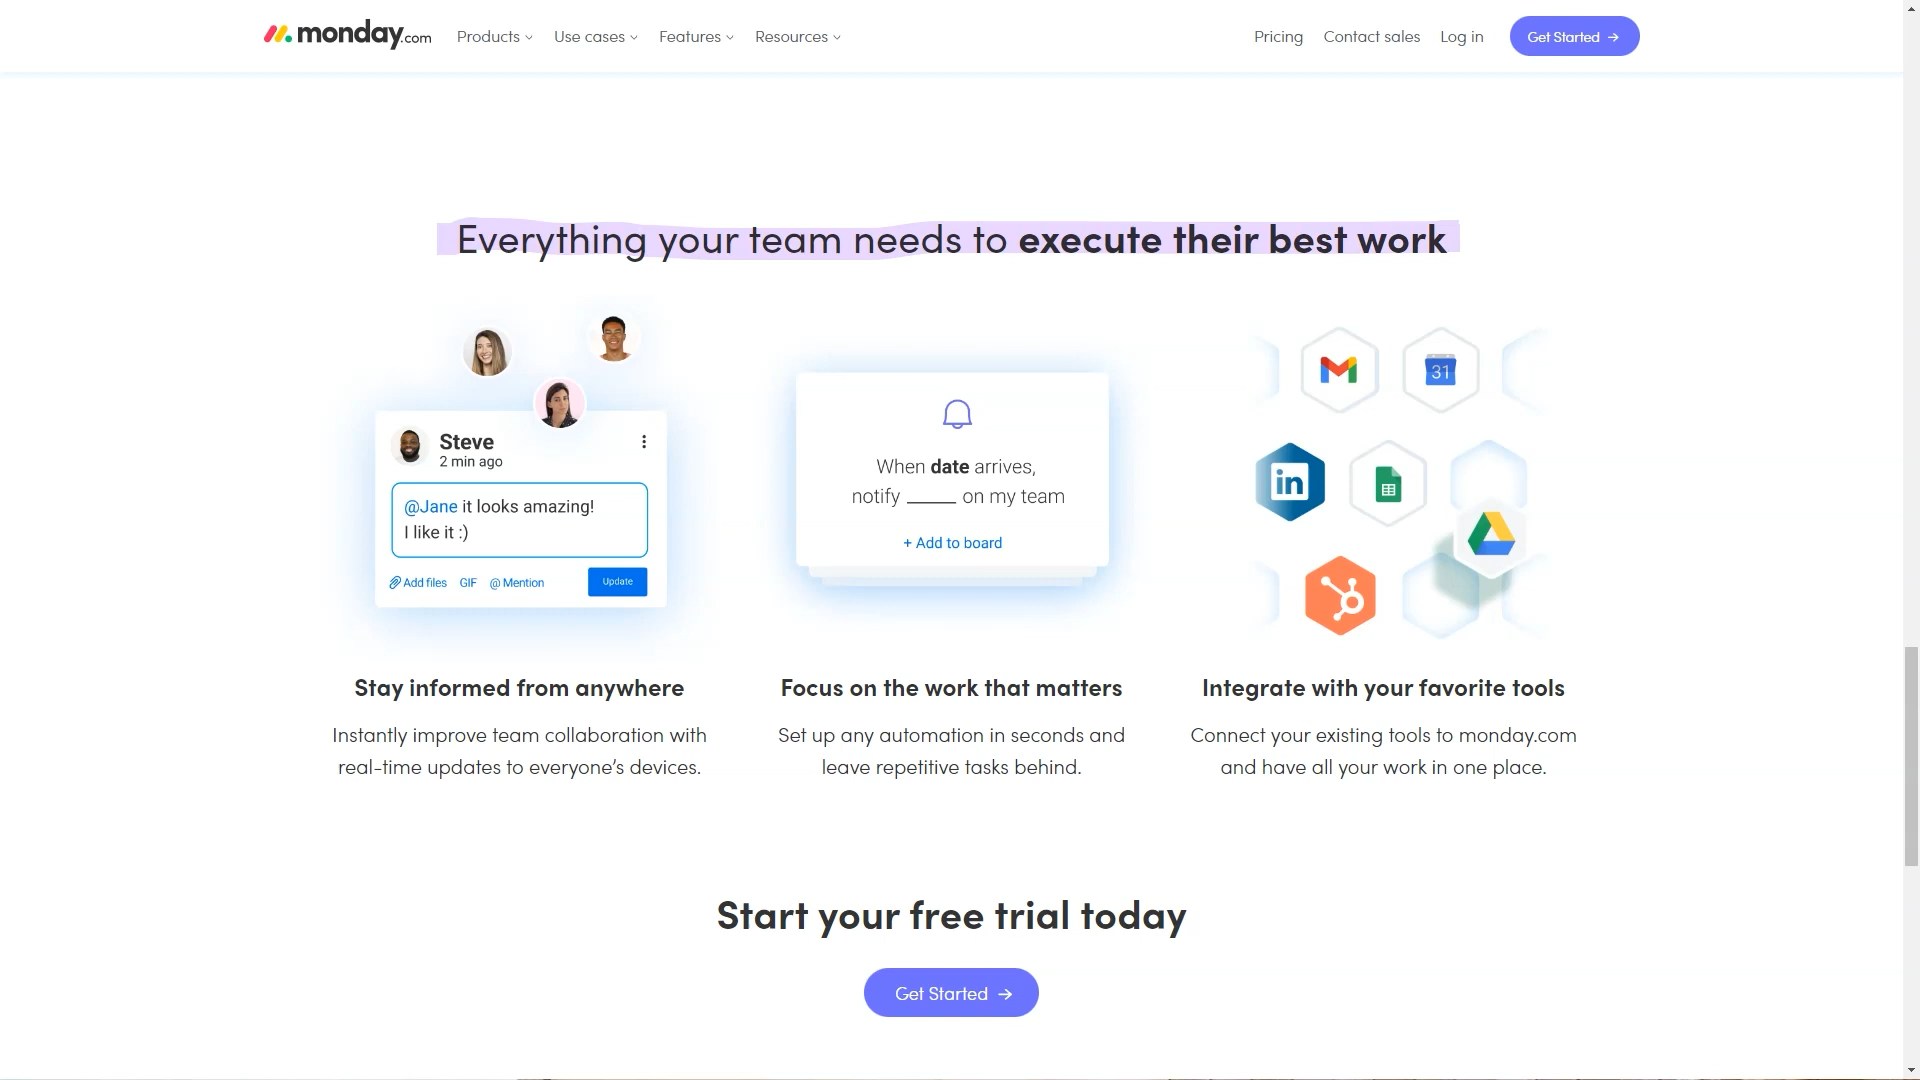 monday.com
Products
Use cases
Features
Resources
Pricing
Contact sales
Log in
Get Started →
Everything your team needs to execute their best work
Steve
2 min ago
@Jane it looks amazing!
I like it :)
Add files
GIF
@ Mention
Update
When date arrives,
notify _____ on my team
+ Add to board
31
in
Stay informed from anywhere
Instantly improve team collaboration with
real-time updates to everyone’s devices.
Focus on the work that matters
Set up any automation in seconds and
leave repetitive tasks behind.
Integrate with your favorite tools
Connect your existing tools to monday.com
and have all your work in one place.
Start your free trial today
Get Started →